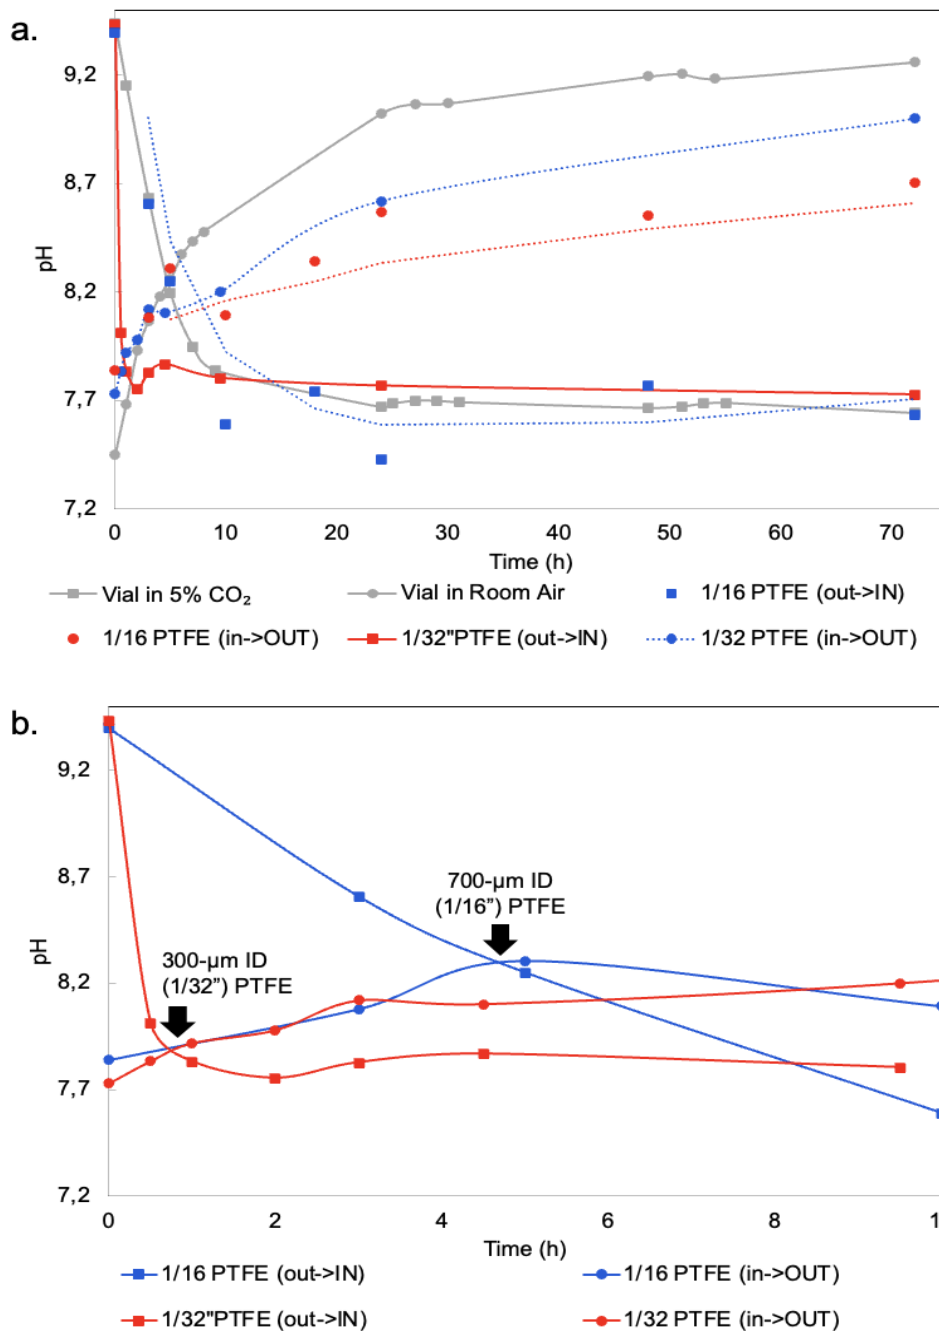 a.
9,2
8,7
8,2
7,7
7,2
pH
0 10 20 30 40 50 60 70
Time (h)
Vial in 5% CO₂ Vial in Room Air 1/16 PTFE (out->IN)
1/16 PTFE (in->OUT) 1/32"PTFE (out->IN) 1/32 PTFE (in->OUT)
b.
9,2
8,7
8,2
7,7
7,2
pH
700-µm ID
(1/16”) PTFE
300-µm ID
(1/32”) PTFE
0 2 4 6 8 1
Time (h)
1/16 PTFE (out->IN) 1/16 PTFE (in->OUT)
1/32"PTFE (out->IN) 1/32 PTFE (in->OUT)